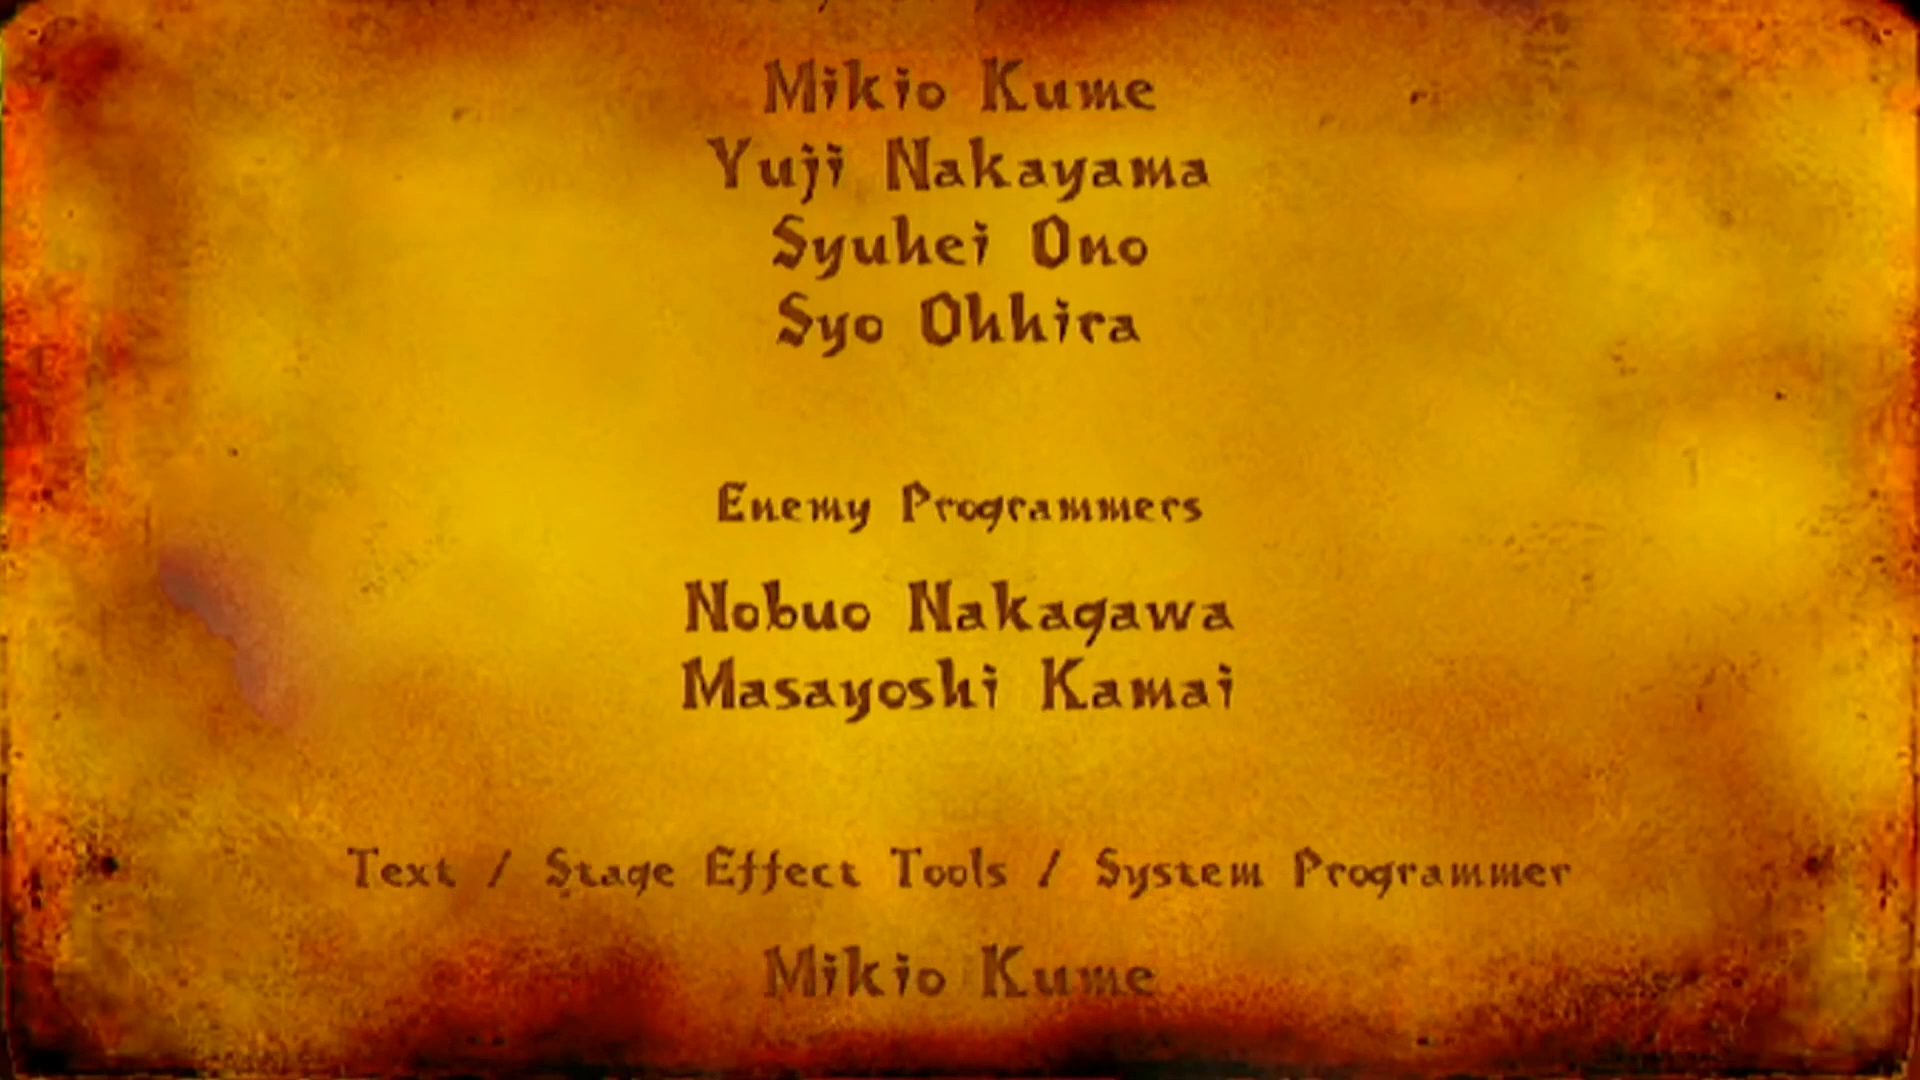 Mikio Kume
Yuji Nakayama
Syuhei Ono
Syo Ohhira
Enemy Programmers
Nobuo Nakagawa
Masayoshi Kamai
Text / Stage Effect Tools / System Programmer
Mikio Kume